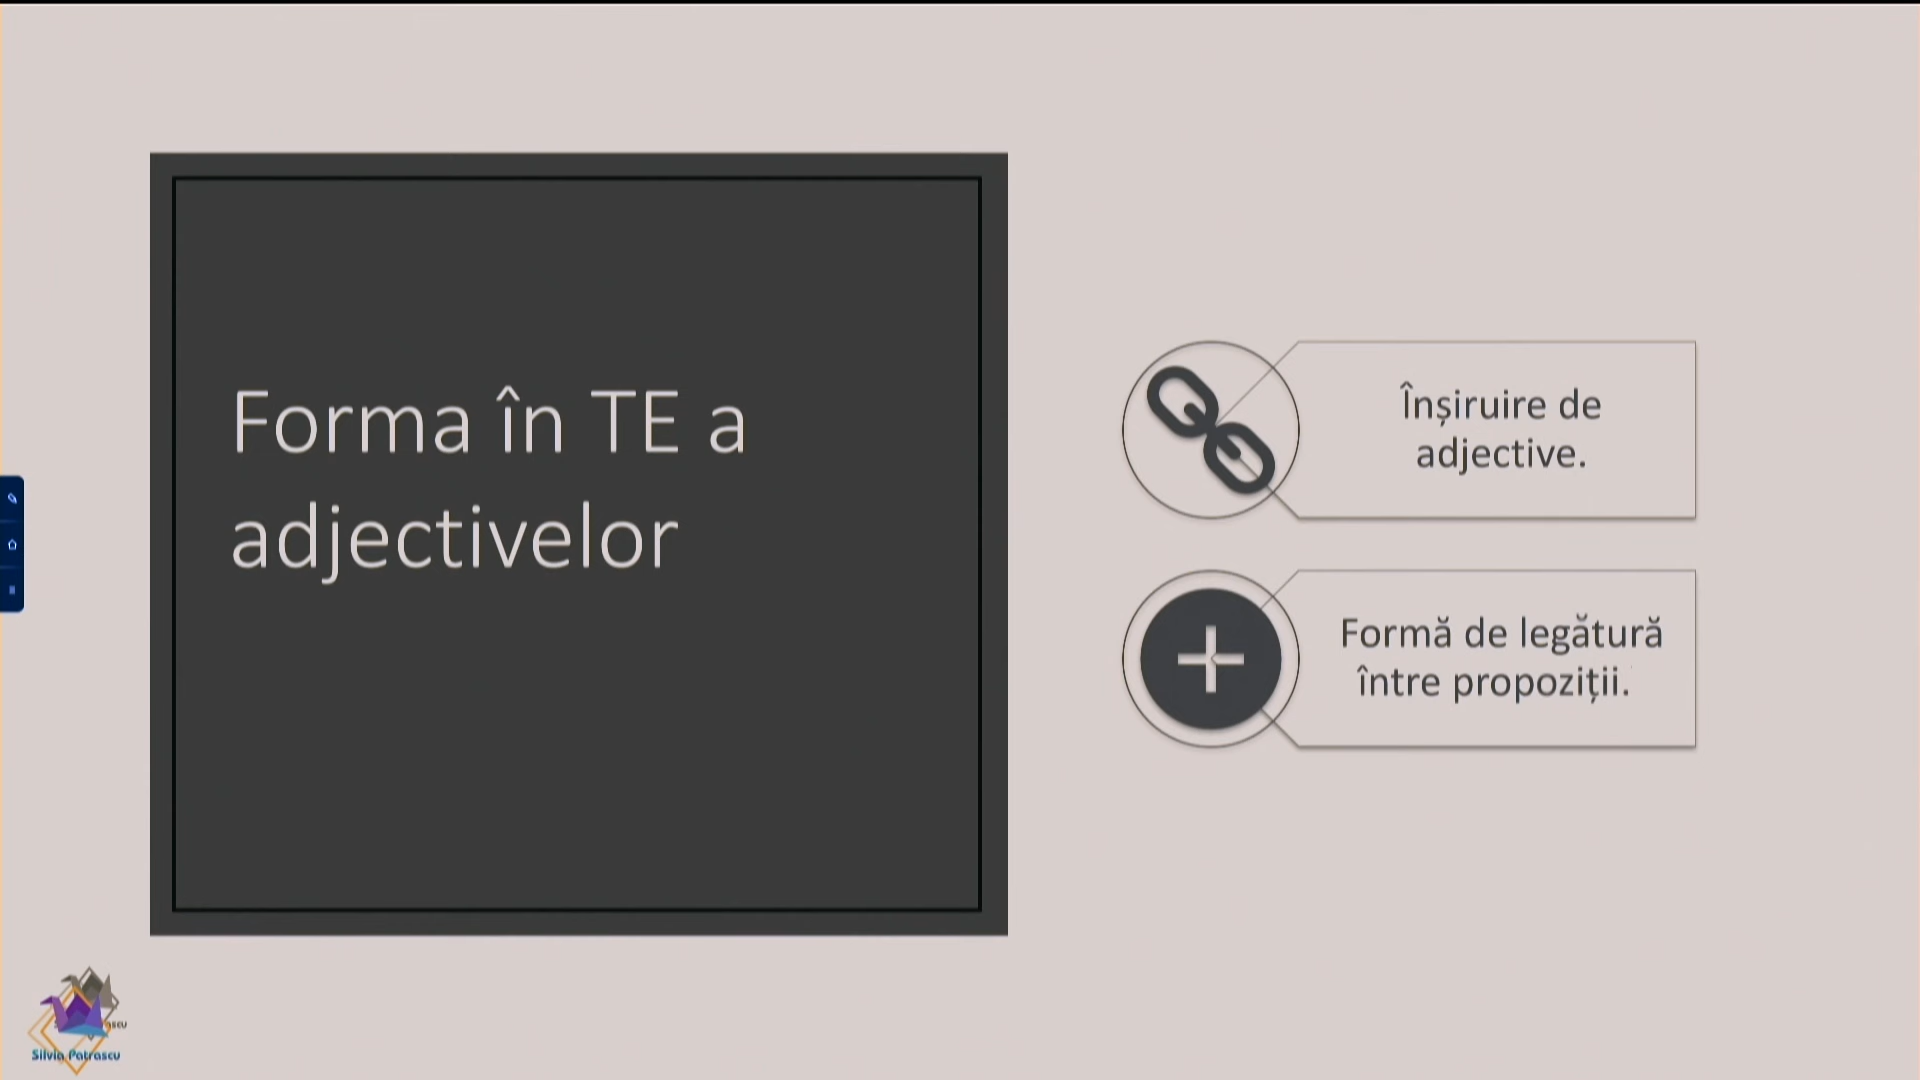 Forma în TE a
adjectivelor
Înșiruire de
adjective.
Formă de legătură
între propoziții.
Silvia Patrascu